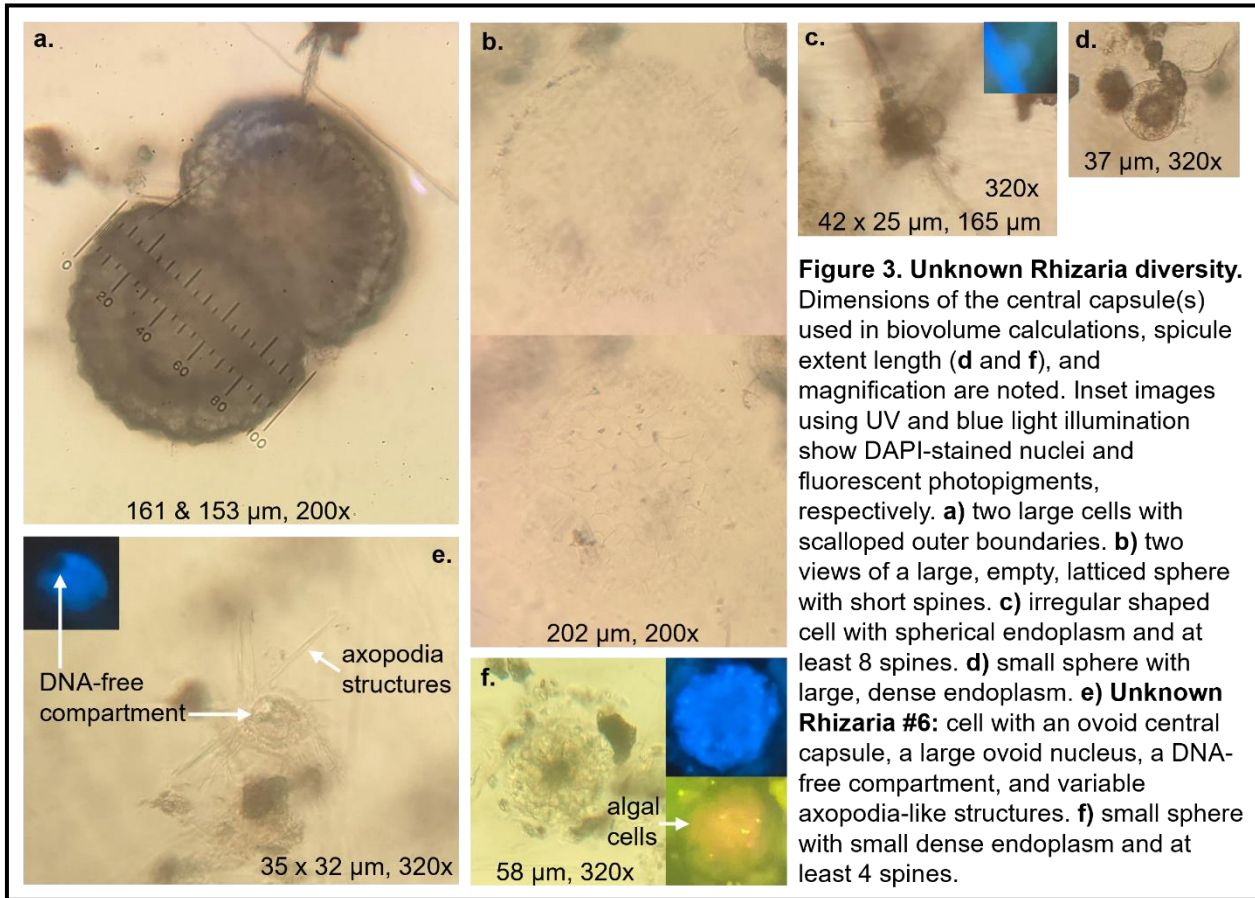 a.
0
20
40
60
80
100
161 & 153 µm, 200x
b.
202 µm, 200x
c.
320x
42 x 25 µm, 165 µm
d.
37 µm, 320x
e.
DNA-free
compartment
axopodia
structures
35 x 32 µm, 320x
f.
algal
cells
58 µm, 320x
Figure 3. Unknown Rhizaria diversity.
Dimensions of the central capsule(s)
used in biovolume calculations, spicule
extent length (d and f), and
magnification are noted. Inset images
using UV and blue light illumination
show DAPI-stained nuclei and
fluorescent photopigments,
respectively. a) two large cells with
scalloped outer boundaries. b) two
views of a large, empty, latticed sphere
with short spines. c) irregular shaped
cell with spherical endoplasm and at
least 8 spines. d) small sphere with
large, dense endoplasm. e) Unknown
Rhizaria #6: cell with an ovoid central
capsule, a large ovoid nucleus, a DNA-
free compartment, and variable
axopodia-like structures. f) small sphere
with small dense endoplasm and at
least 4 spines.